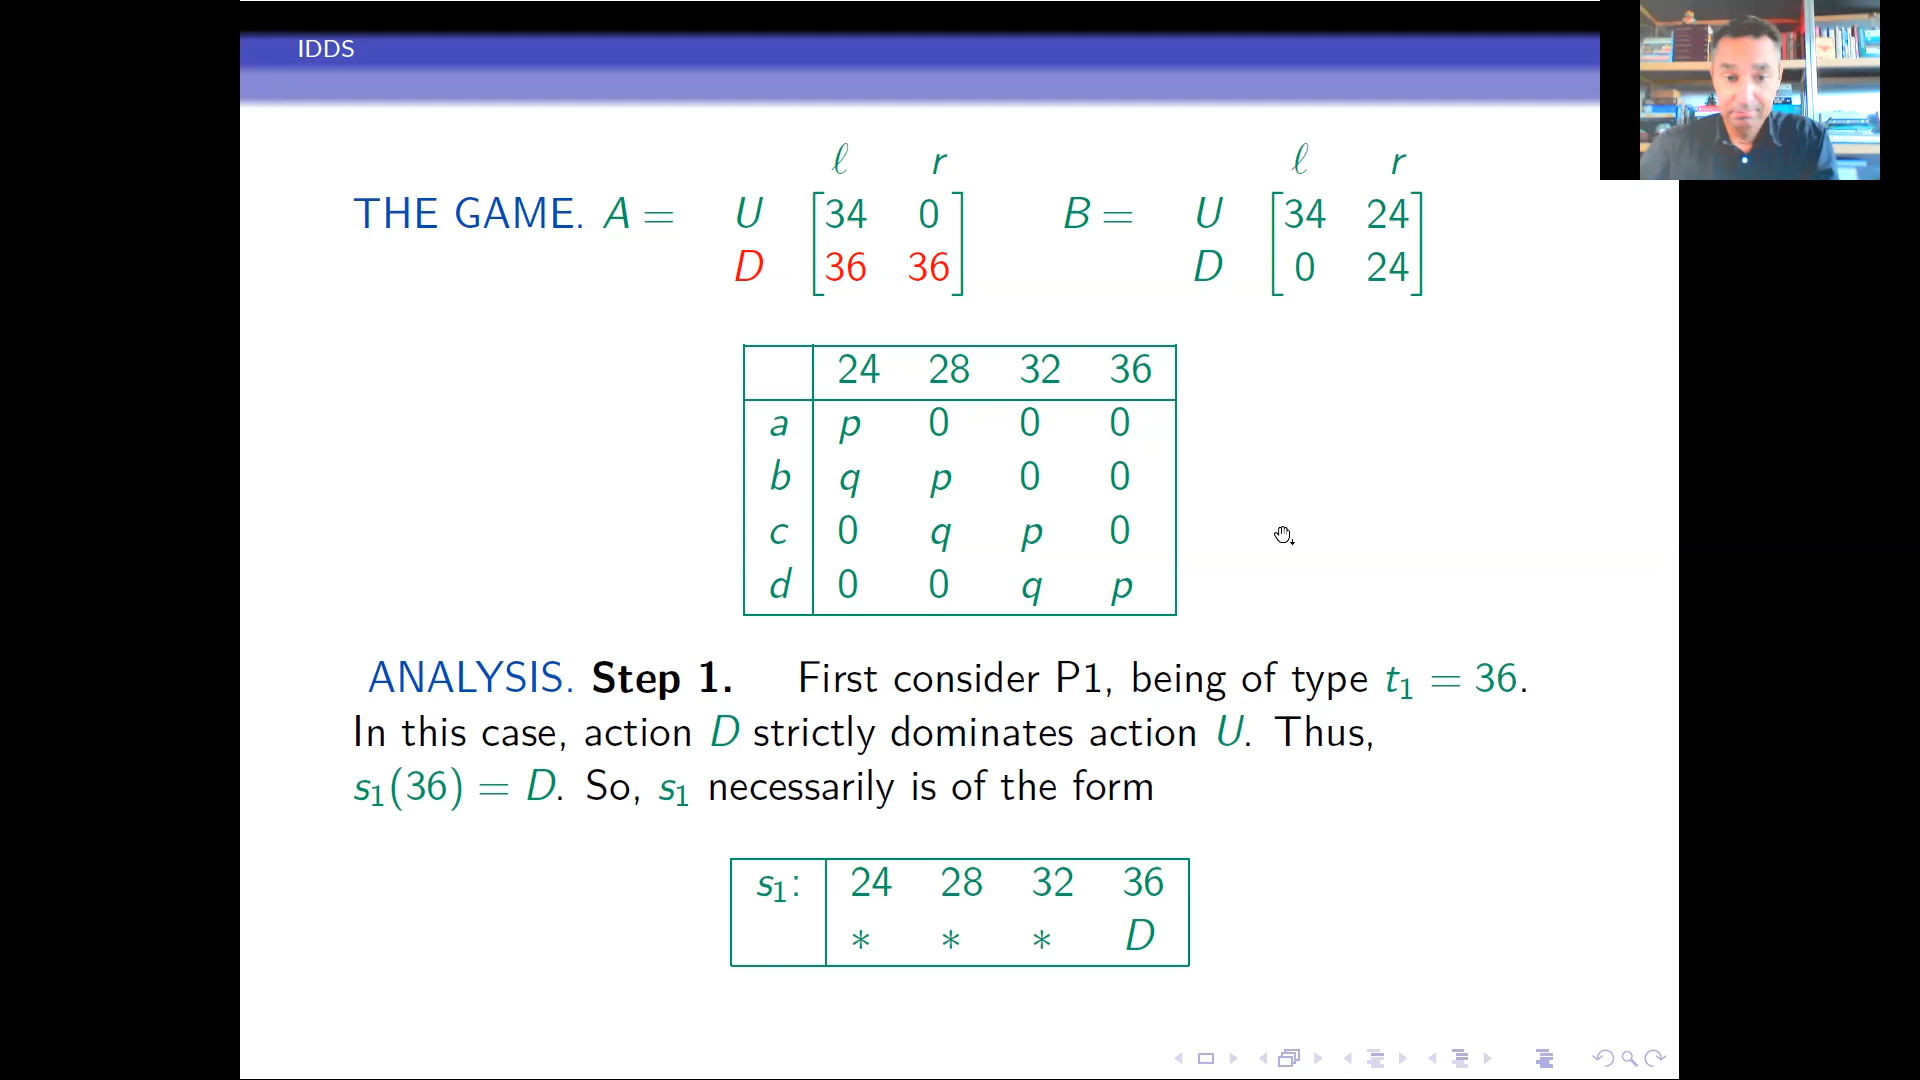 IDDS
ℓ r ℓ r
THE GAME. A = U [34 0] B = U [34 24]
D [36 36] D [0 24]
24 28 32 36
a p 0 0 0
b q p 0 0
c 0 q p 0
d 0 0 q p
ANALYSIS. Step 1. First consider P1, being of type t₁ = 36.
In this case, action D strictly dominates action U. Thus,
s₁(36) = D. So, s₁ necessarily is of the form
s₁: 24 28 32 36
* * * D